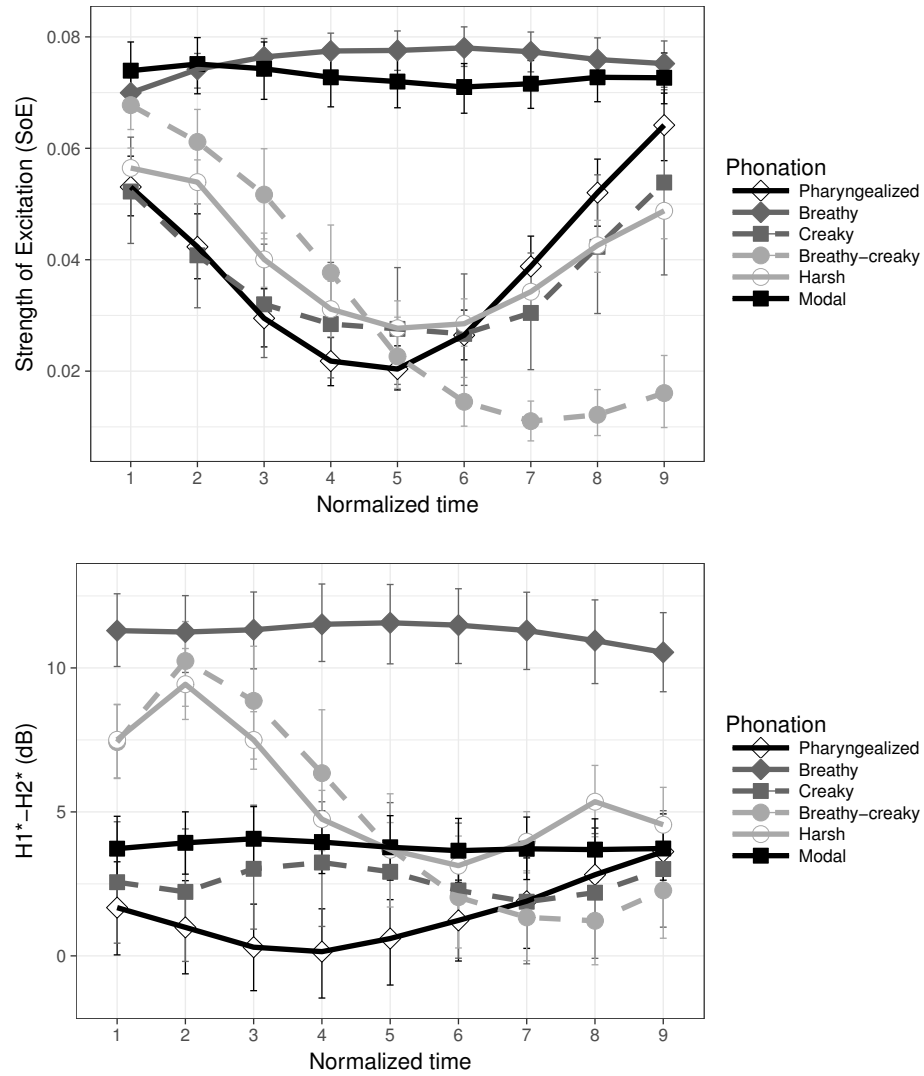 0.08
0.06
0.04
0.02
Strength of Excitation (SoE)
1 2 3 4 5 6 7 8 9
Normalized time
Phonation
Pharyngealized
Breathy
Creaky
Breathy−creaky
Harsh
Modal
10
5
0
H1*−H2* (dB)
1 2 3 4 5 6 7 8 9
Normalized time
Phonation
Pharyngealized
Breathy
Creaky
Breathy−creaky
Harsh
Modal